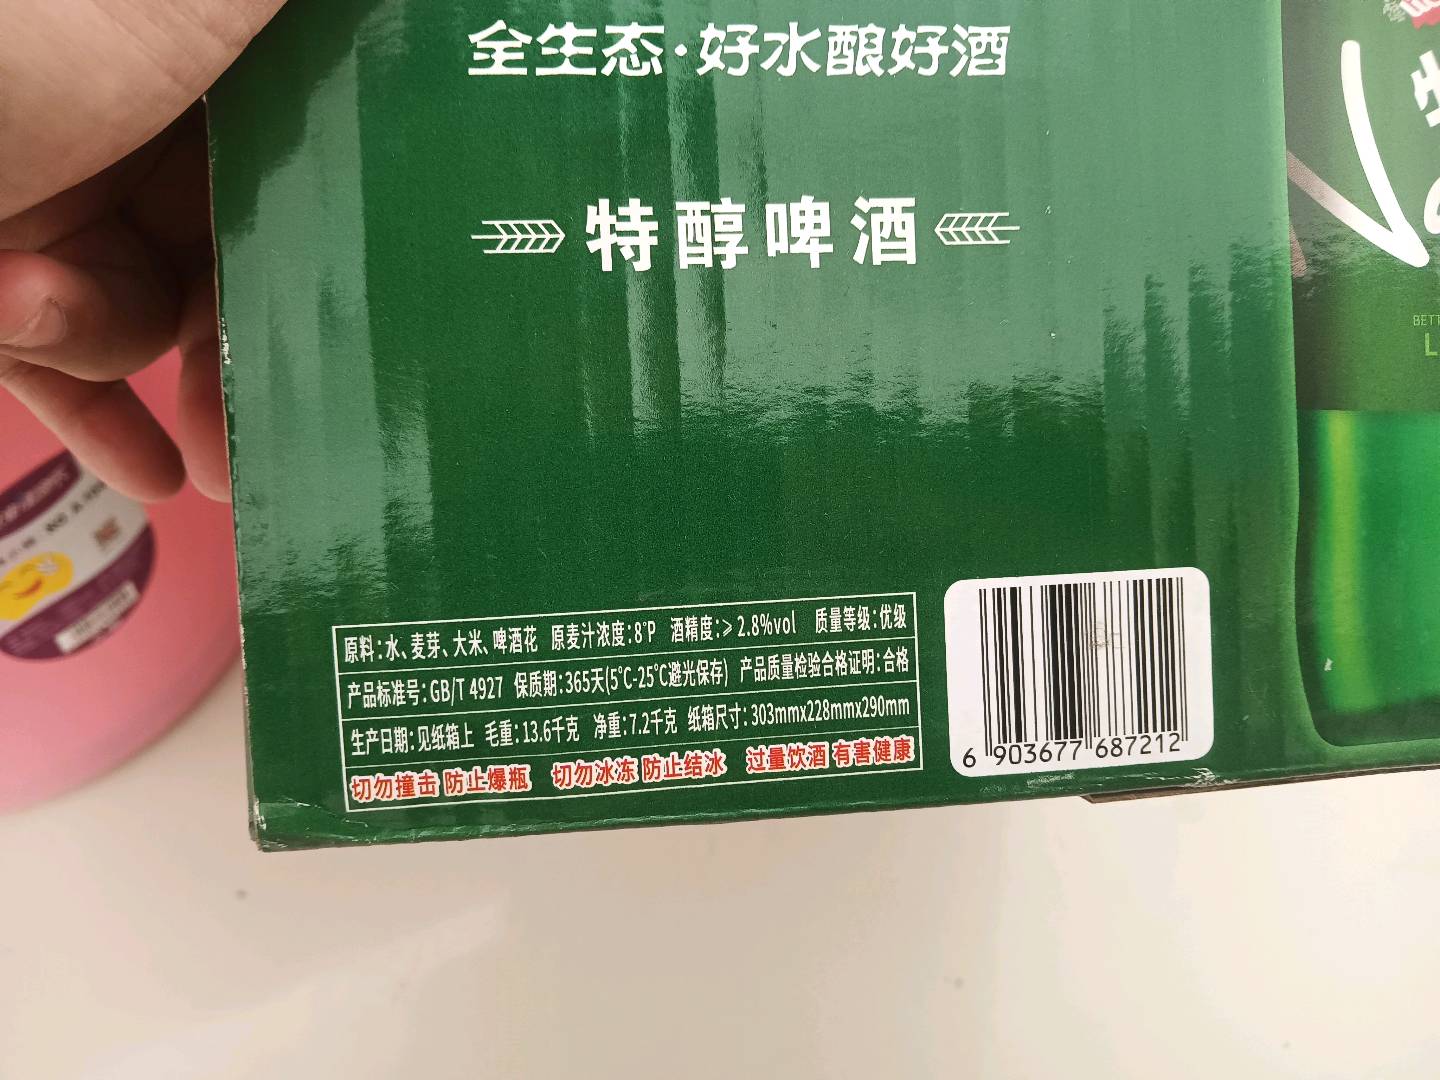 全生态·好水酿好酒
特醇啤酒
原料:水、麦芽、大米、啤酒花 原麦汁浓度:8°P 酒精度:≥2.8%vol 质量等级:优级
产品标准号:GB/T 4927 保质期:365天(5℃-25℃避光保存) 产品质量检验合格证明:合格
生产日期:见纸箱上 毛重:13.6千克 净重:7.2千克 纸箱尺寸:303mmx228mmx290mm
切勿撞击 防止爆瓶 切勿冰冻 防止结冰 过量饮酒 有害健康
6 903677 687212